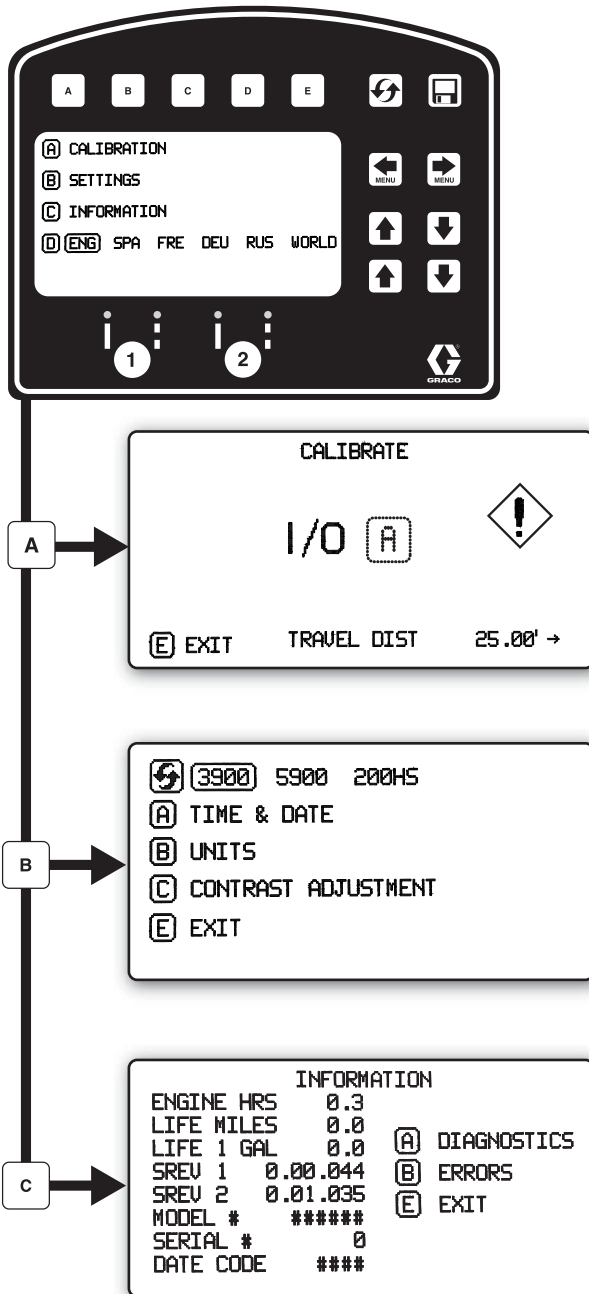 A B C D E
A CALIBRATION
B SETTINGS
C INFORMATION
D ENG SPA FRE DEU RUS WORLD
MENU MENU
1 2
G
GRACO
CALIBRATE
A
I/O A !
E EXIT TRAVEL DIST 25.00' →
3900 5900 200HS
A TIME & DATE
B UNITS
B
C CONTRAST ADJUSTMENT
E EXIT
INFORMATION
ENGINE HRS 0.3
LIFE MILES 0.0
LIFE 1 GAL 0.0
A DIAGNOSTICS
SREV 1 0.00.044
B ERRORS
C
SREV 2 0.01.035
E EXIT
MODEL # ######
SERIAL # 0
DATE CODE ####